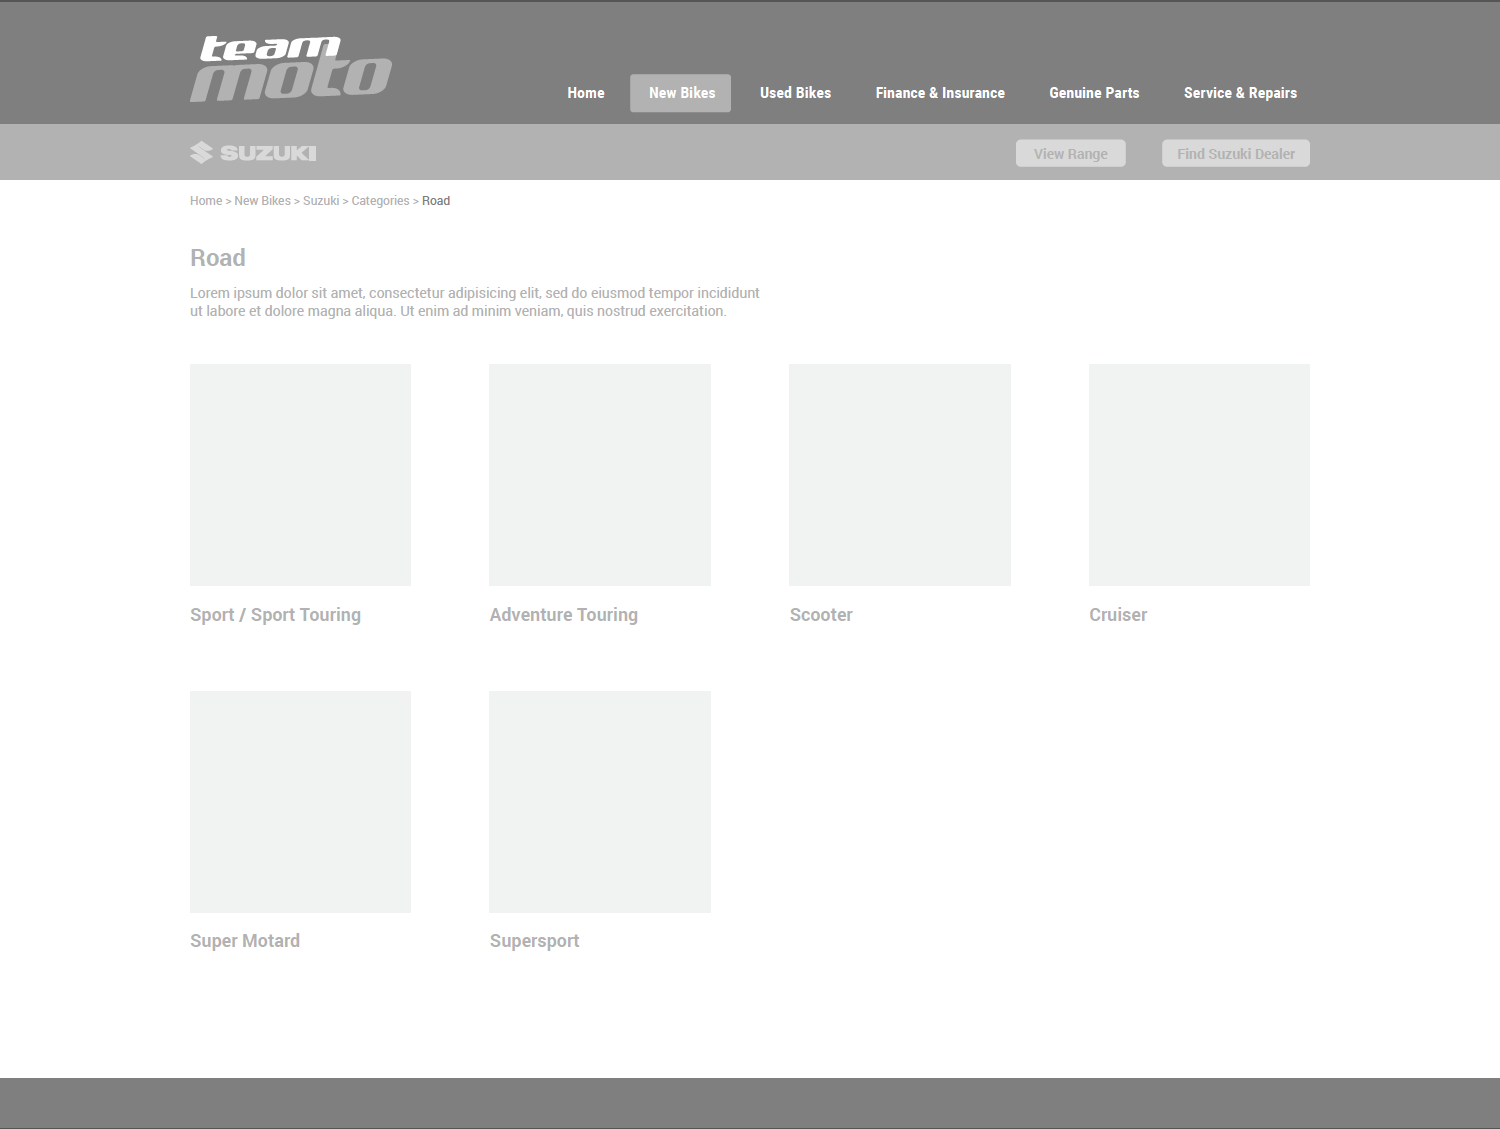 team
moto
Home New Bikes Used Bikes Finance & Insurance Genuine Parts Service & Repairs
SUZUKI View Range Find Suzuki Dealer
Home > New Bikes > Suzuki > Categories > Road
Road
Lorem ipsum dolor sit amet, consectetur adipisicing elit, sed do eiusmod tempor incididunt
ut labore et dolore magna aliqua. Ut enim ad minim veniam, quis nostrud exercitation.
Sport / Sport Touring Adventure Touring Scooter Cruiser
Super Motard Supersport